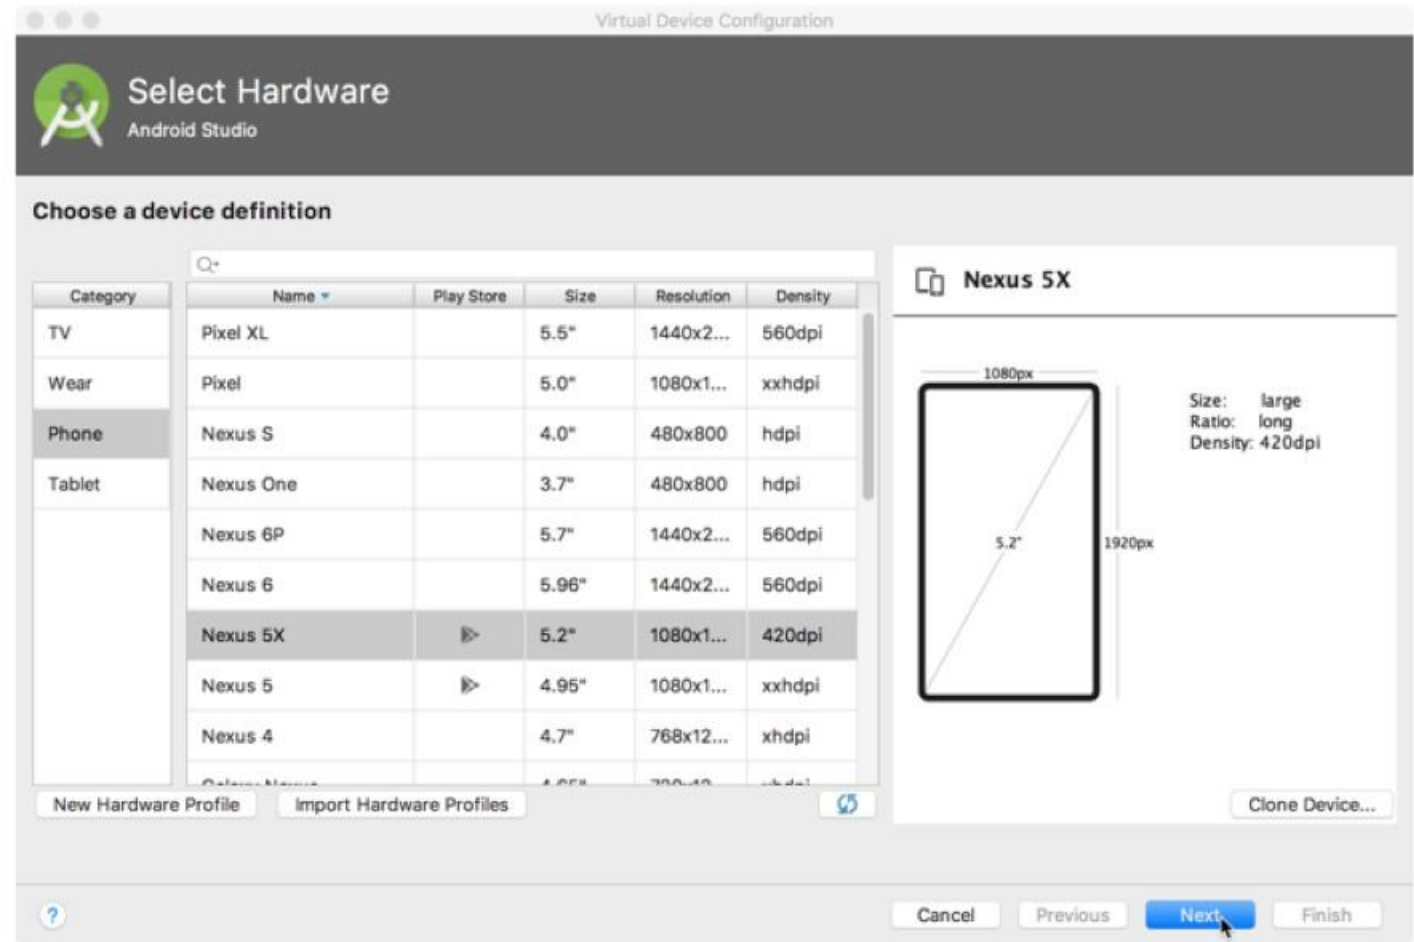 Virtual Device Configuration
Select Hardware
Android Studio
Choose a device definition
Category
TV
Wear
Phone
Tablet
Name Play Store Size Resolution Density
Pixel XL 5.5" 1440x2... 560dpi
Pixel 5.0" 1080x1... xxhdpi
Nexus S 4.0" 480x800 hdpi
Nexus One 3.7" 480x800 hdpi
Nexus 6P 5.7" 1440x2... 560dpi
Nexus 6 5.96" 1440x2... 560dpi
Nexus 5X 5.2" 1080x1... 420dpi
Nexus 5 4.95" 1080x1... xxhdpi
Nexus 4 4.7" 768x12... xhdpi
New Hardware Profile Import Hardware Profiles
Nexus 5X
1080px
Size: large
Ratio: long
Density: 420dpi
5.2"
1920px
Clone Device...
? Cancel Previous Next Finish